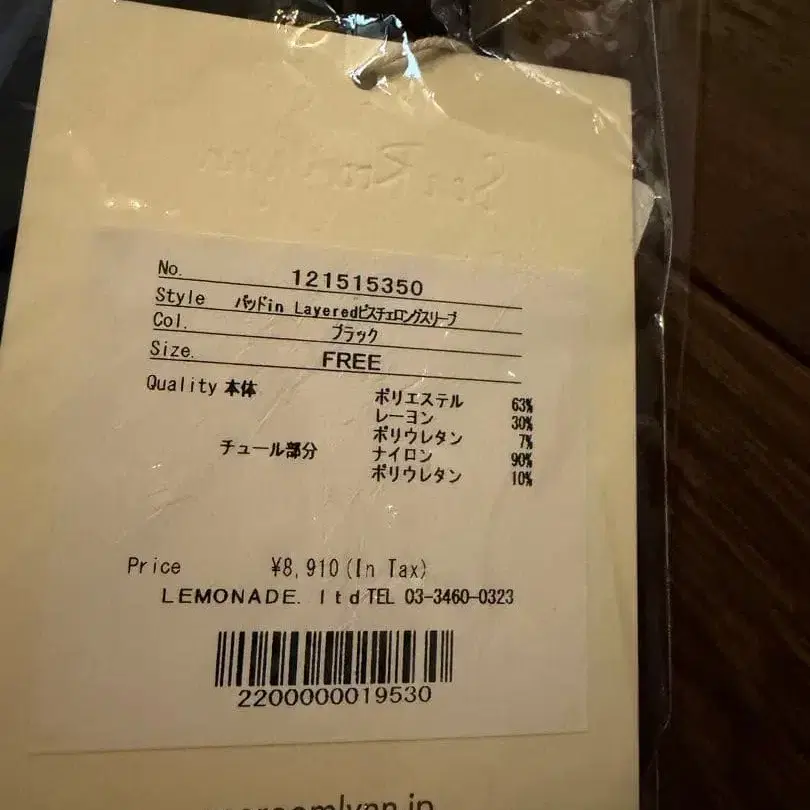 No. 121515350
Style パッドin Layeredビスチェロングスリーブ
Col. ブラック
Size. FREE
Quality 本体 ポリエステル 63%
レーヨン 30%
ポリウレタン 7%
チュール部分 ナイロン 90%
ポリウレタン 10%
Price ¥8,910(In Tax)
LEMONADE. ltd TEL 03-3460-0323
2200000019530